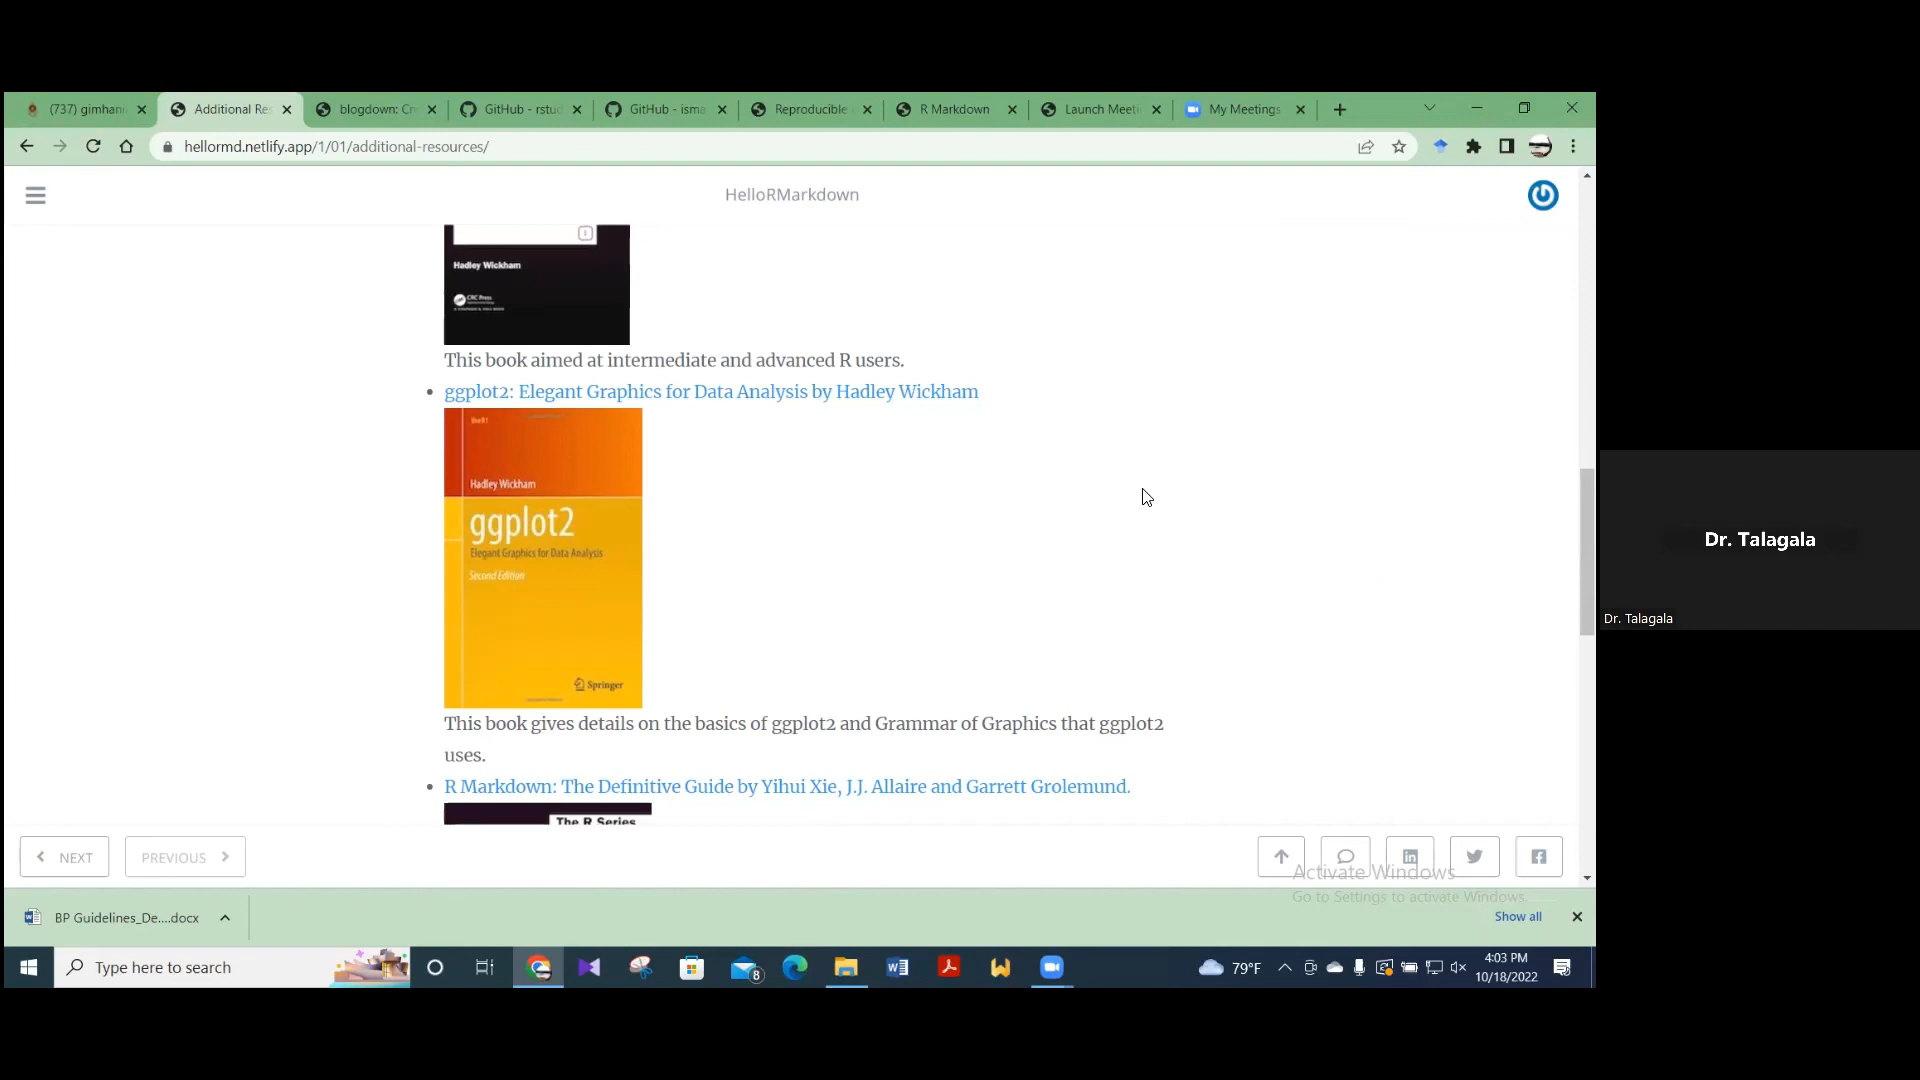 (737) gimhan
Additional Re
blogdown: Cr
GitHub - rstud
GitHub - isma
Reproducible
R Markdown
Launch Meeti
My Meetings
hellormd.netlify.app/1/01/additional-resources/
HelloRMarkdown
Hadley Wickham
CRC Press
This book aimed at intermediate and advanced R users.
• ggplot2: Elegant Graphics for Data Analysis by Hadley Wickham
Use R!
Hadley Wickham
ggplot2
Elegant Graphics for Data Analysis
Second Edition
Springer
This book gives details on the basics of ggplot2 and Grammar of Graphics that ggplot2
uses.
• R Markdown: The Definitive Guide by Yihui Xie, J.J. Allaire and Garrett Grolemund.
The R Series
NEXT
PREVIOUS
Activate Windows
Go to Settings to activate Windows.
BP Guidelines_De....docx
Show all
Type here to search
8
79°F
4:03 PM
10/18/2022
Dr. Talagala
Dr. Talagala